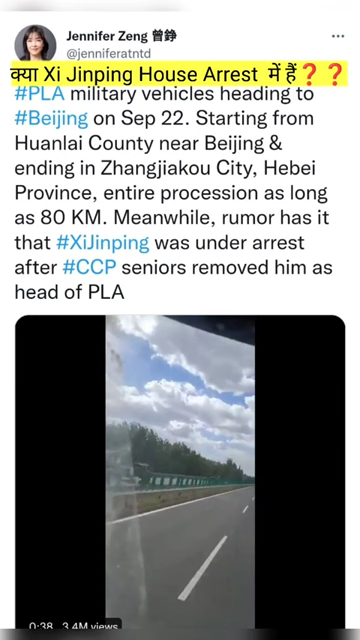 Jennifer Zeng 曾錚
@jenniferatntd
क्या Xi Jinping House Arrest में हैं❓❓
#PLA military vehicles heading to
#Beijing on Sep 22. Starting from
Huanlai County near Beijing &
ending in Zhangjiakou City, Hebei
Province, entire procession as long
as 80 KM. Meanwhile, rumor has it
that #XiJinping was under arrest
after #CCP seniors removed him as
head of PLA
0:38 3.4M views